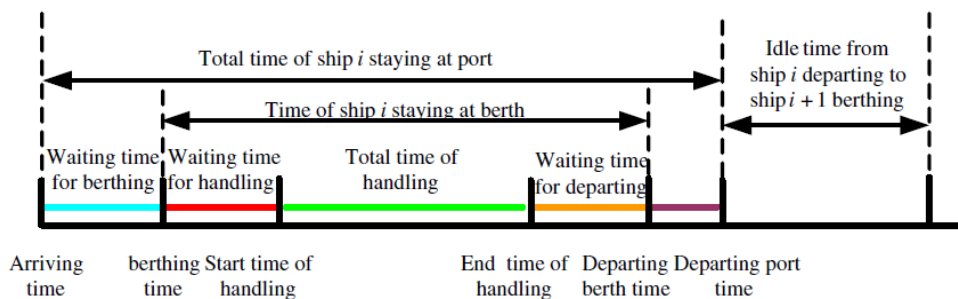 Total time of ship i staying at port
Idle time from
ship i departing to
ship i + 1 berthing
Time of ship i staying at berth
Waiting time
for berthing
Waiting time
for handling
Total time of
handling
Waiting time
for departing
Arriving
time
berthing
time
Start time of
handling
End time of
handling
Departing
berth time
Departing port
time